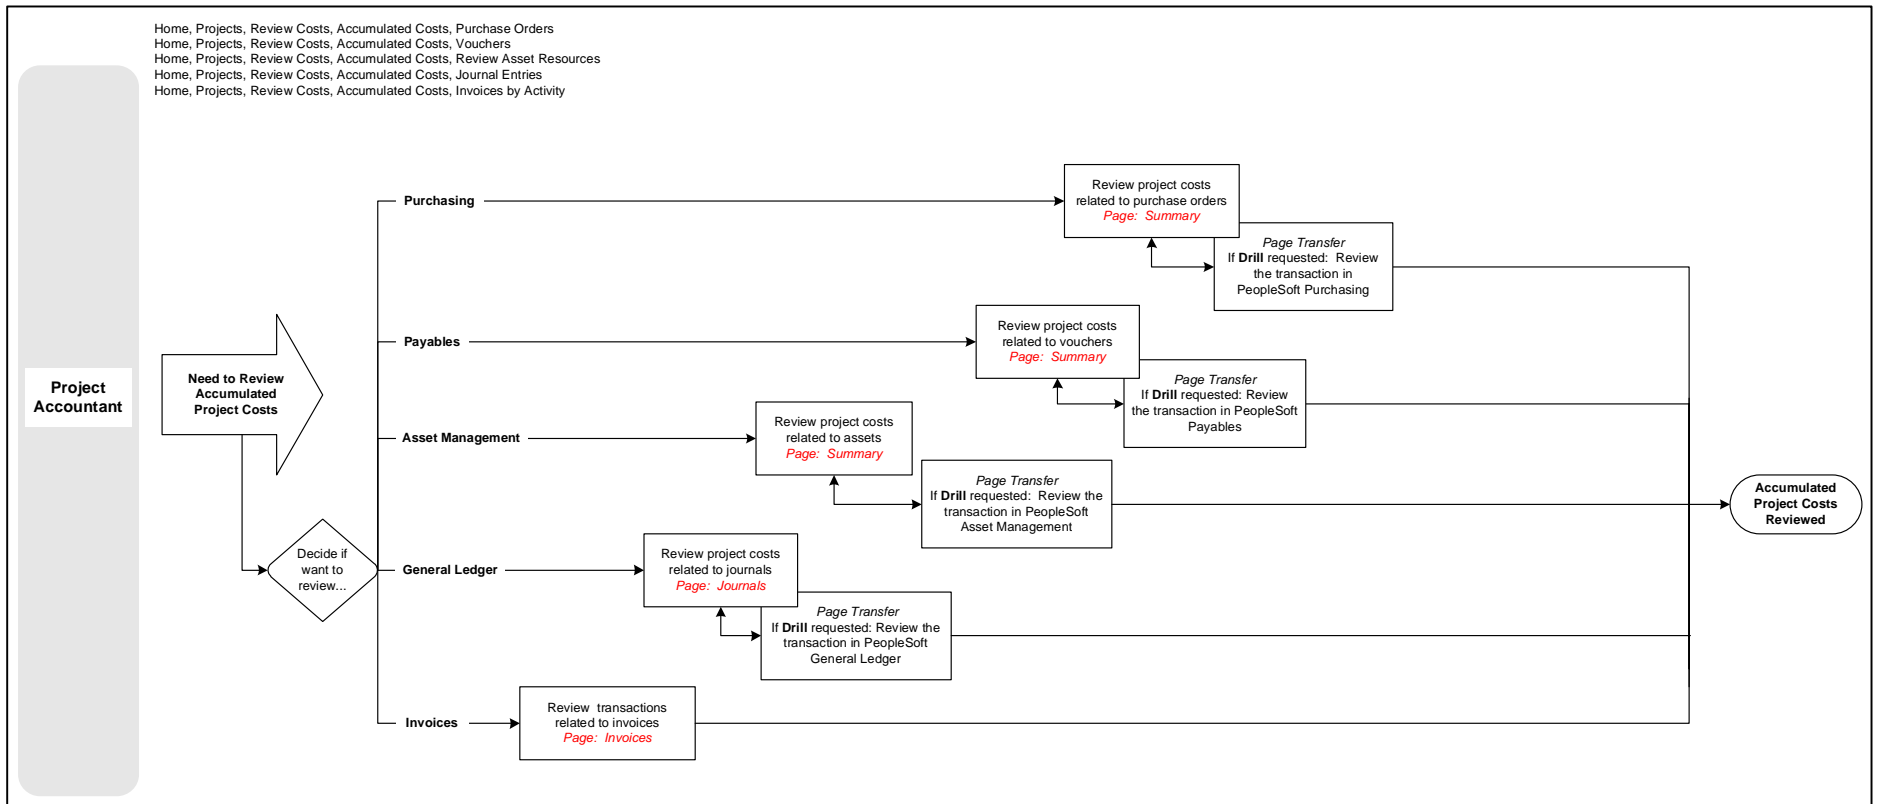 Home, Projects, Review Costs, Accumulated Costs, Purchase Orders
Home, Projects, Review Costs, Accumulated Costs, Vouchers
Home, Projects, Review Costs, Accumulated Costs, Review Asset Resources
Home, Projects, Review Costs, Accumulated Costs, Journal Entries
Home, Projects, Review Costs, Accumulated Costs, Invoices by Activity
Project
Accountant
Need to Review
Accumulated
Project Costs
Decide if
want to
review...
Purchasing
Review project costs
related to purchase orders
Page: Summary
Page Transfer
If Drill requested: Review
the transaction in
PeopleSoft Purchasing
Payables
Review project costs
related to vouchers
Page: Summary
Page Transfer
If Drill requested: Review
the transaction in PeopleSoft
Payables
Asset Management
Review project costs
related to assets
Page: Summary
Page Transfer
If Drill requested: Review the
transaction in PeopleSoft
Asset Management
General Ledger
Review project costs
related to journals
Page: Journals
Page Transfer
If Drill requested: Review the
transaction in PeopleSoft
General Ledger
Invoices
Review transactions
related to invoices
Page: Invoices
Accumulated
Project Costs
Reviewed